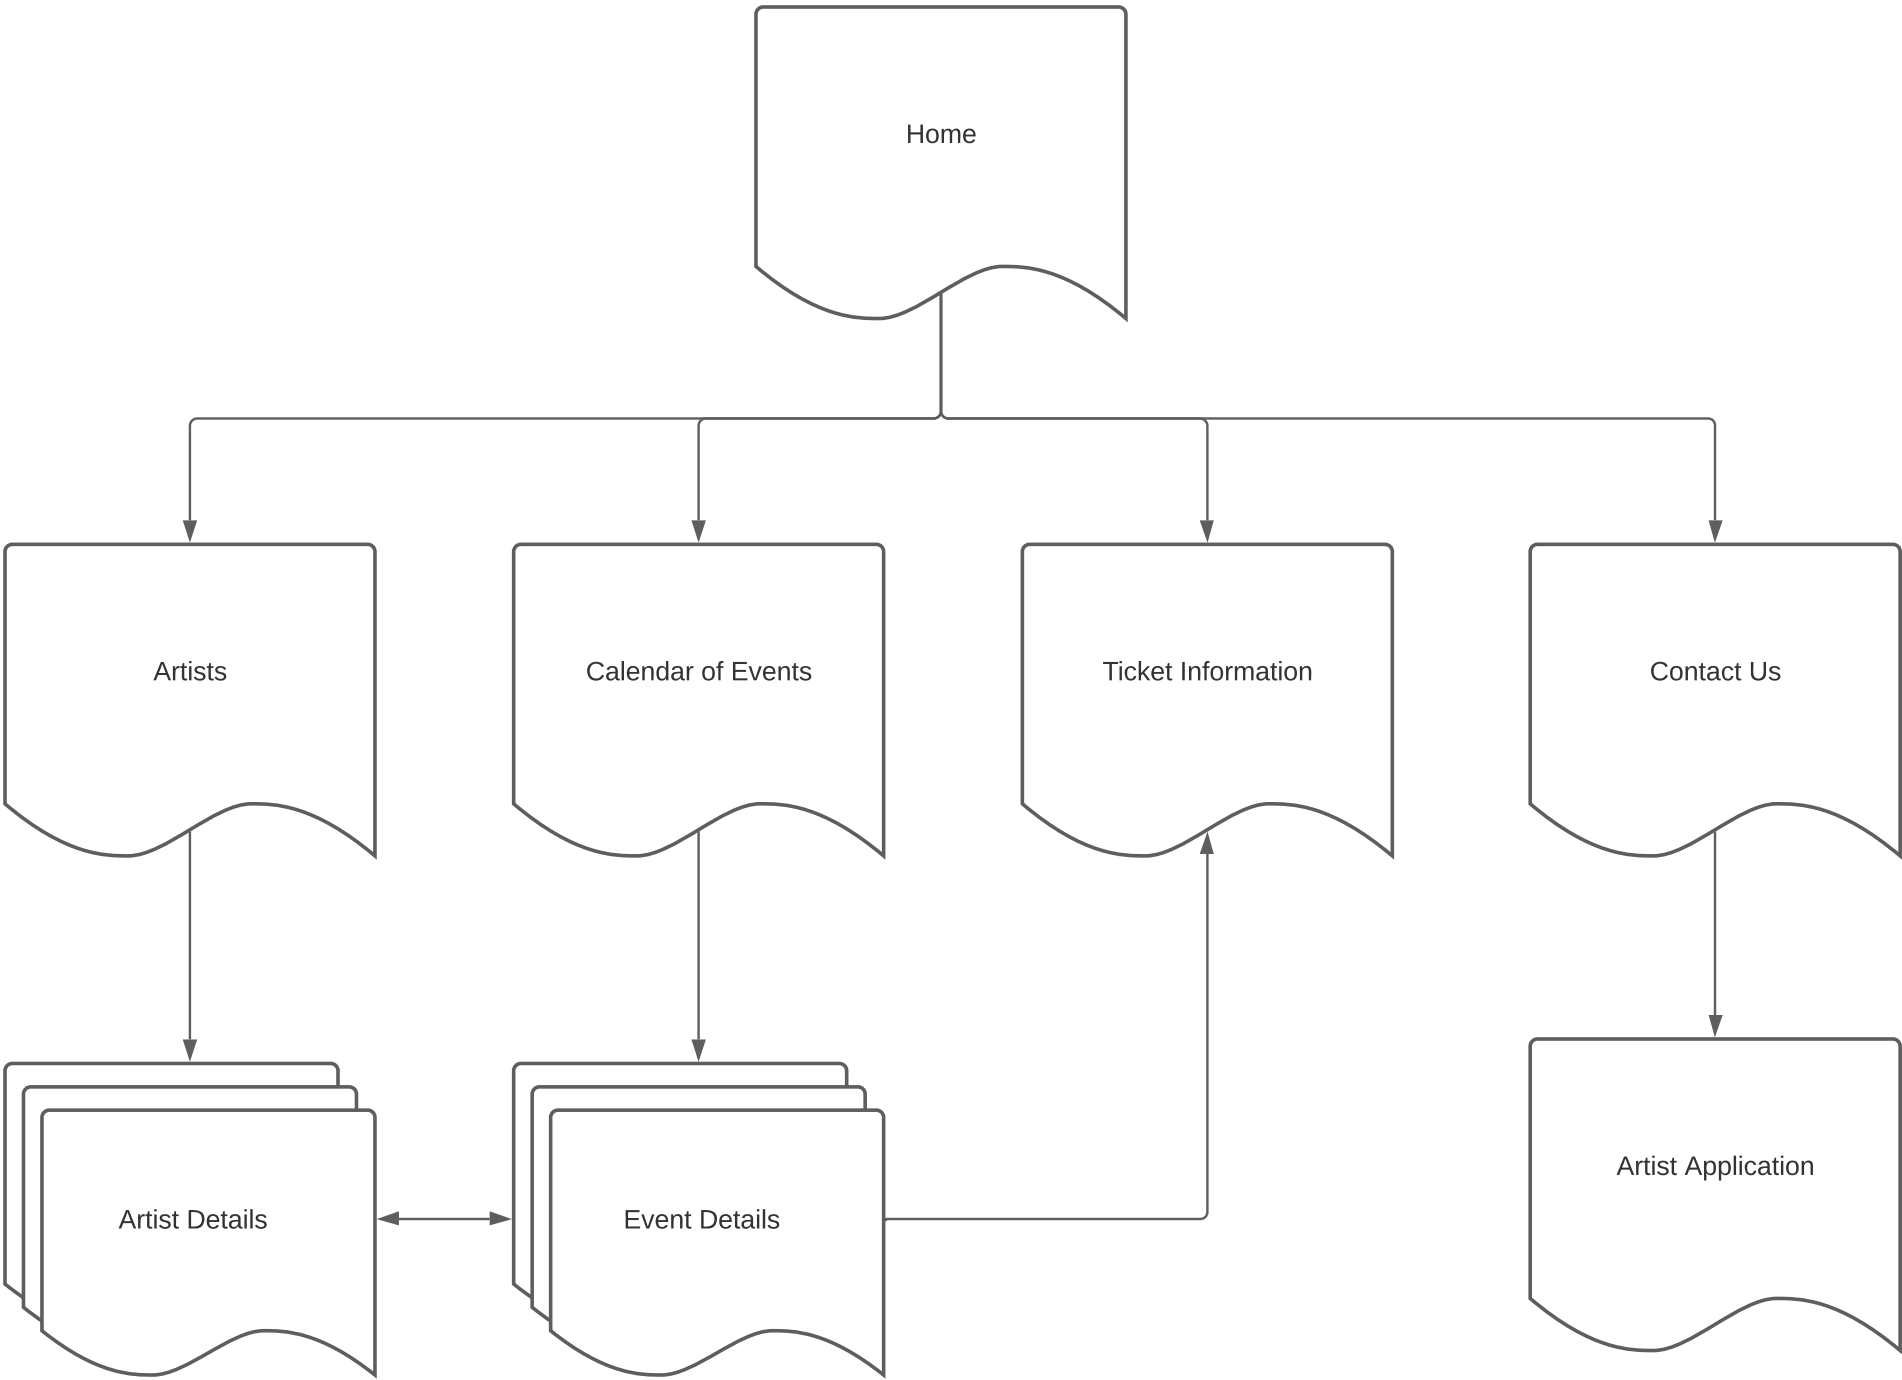 Home
Artists
Calendar of Events
Ticket Information
Contact Us
Artist Details
Event Details
Artist Application